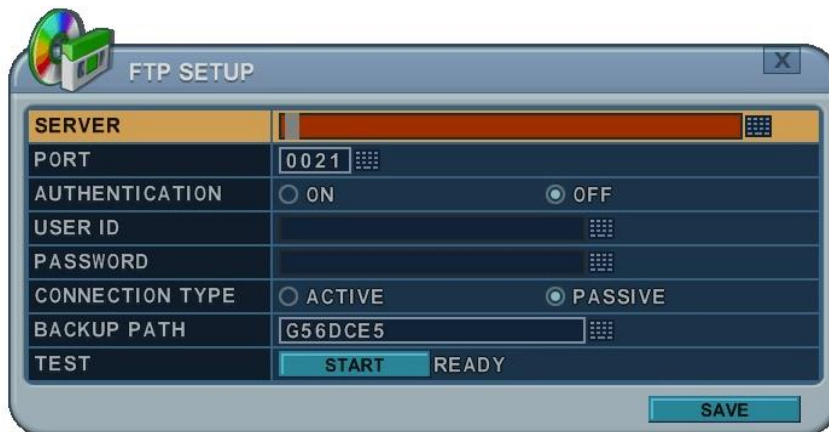 FTP SETUP
X
SERVER
PORT 0021
AUTHENTICATION ON OFF
USER ID
PASSWORD
CONNECTION TYPE ACTIVE PASSIVE
BACKUP PATH G56DCE5
TEST START READY
SAVE